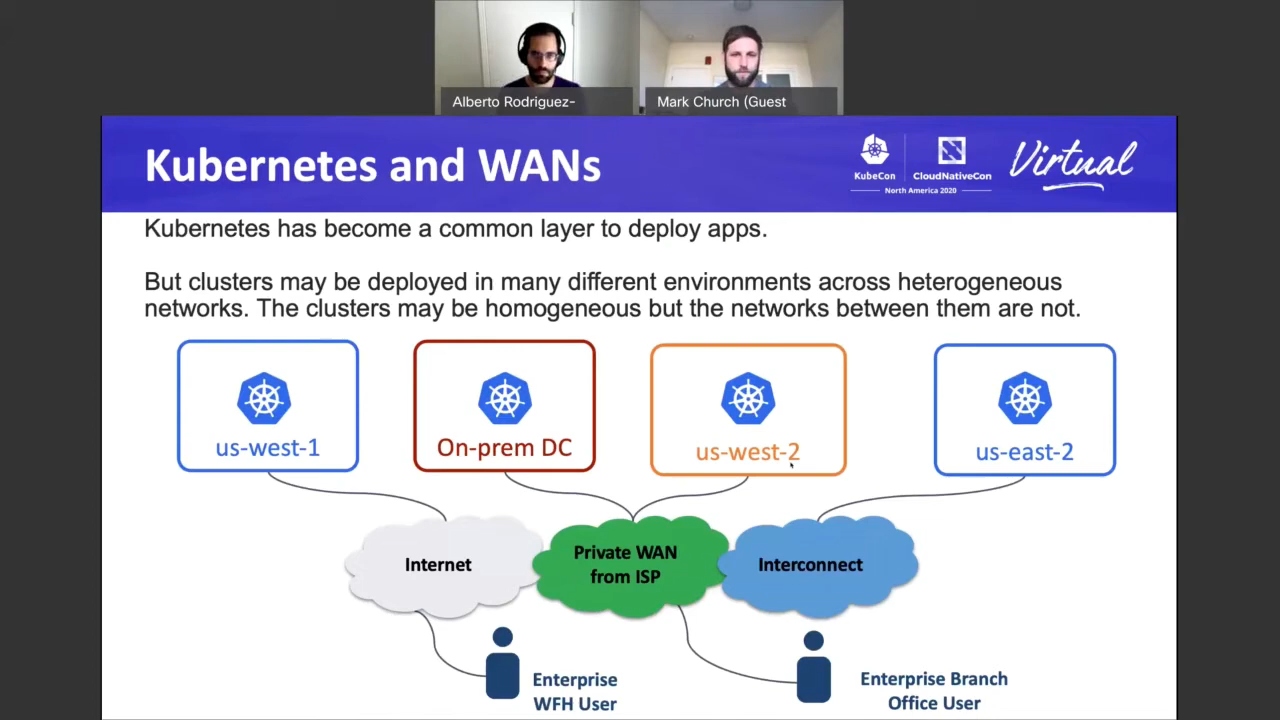 Alberto Rodriguez-
Mark Church (Guest
Kubernetes and WANs
KubeCon
CloudNativeCon
North America 2020
Virtual
Kubernetes has become a common layer to deploy apps.
But clusters may be deployed in many different environments across heterogeneous
networks. The clusters may be homogeneous but the networks between them are not.
us-west-1
On-prem DC
us-west-2
us-east-2
Internet
Private WAN
from ISP
Interconnect
Enterprise
WFH User
Enterprise Branch
Office User